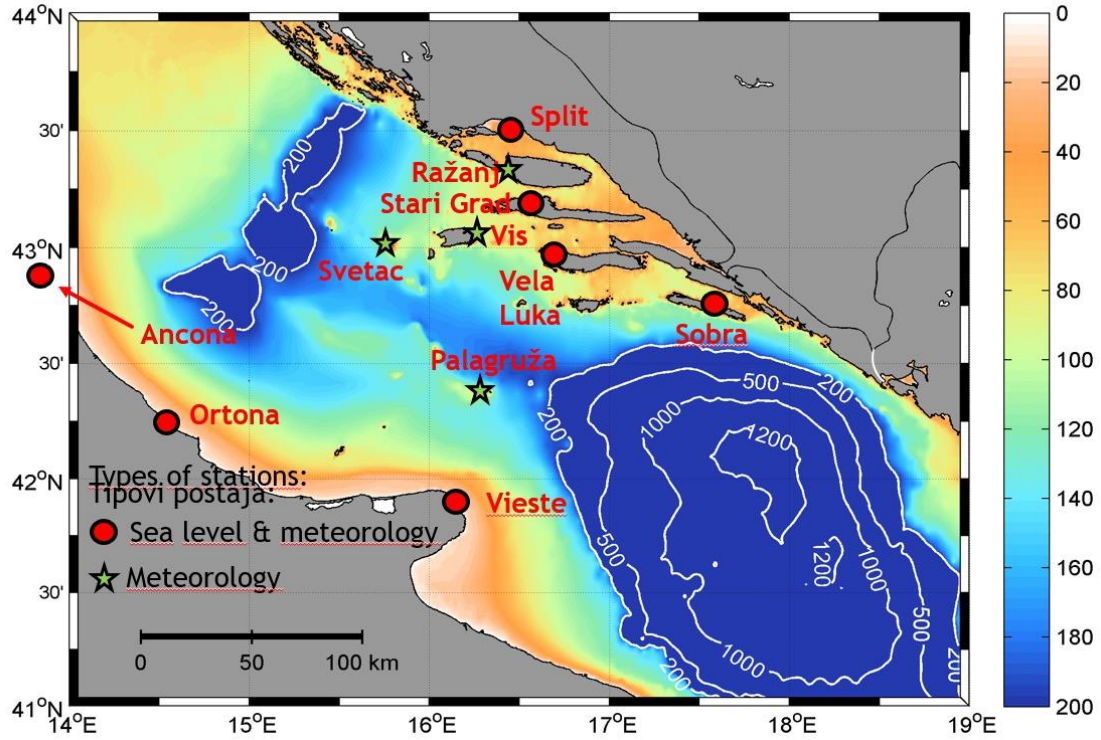 44°N
30'
43°N
30'
42°N
30'
41°N
14°E
15°E
16°E
17°E
18°E
19°E
Split
Ražanj
Stari Grad
Vis
Svetac
Vela
Luka
Sobra
Ancona
Palagruža
Ortona
Vieste
Types of stations:
Tipovi postaja:
Sea level & meteorology
Meteorology
0
50
100 km
200
200
200
200
500
200
1000
1200
500
1200
1000
1000
500
200
200
0
20
40
60
80
100
120
140
160
180
200